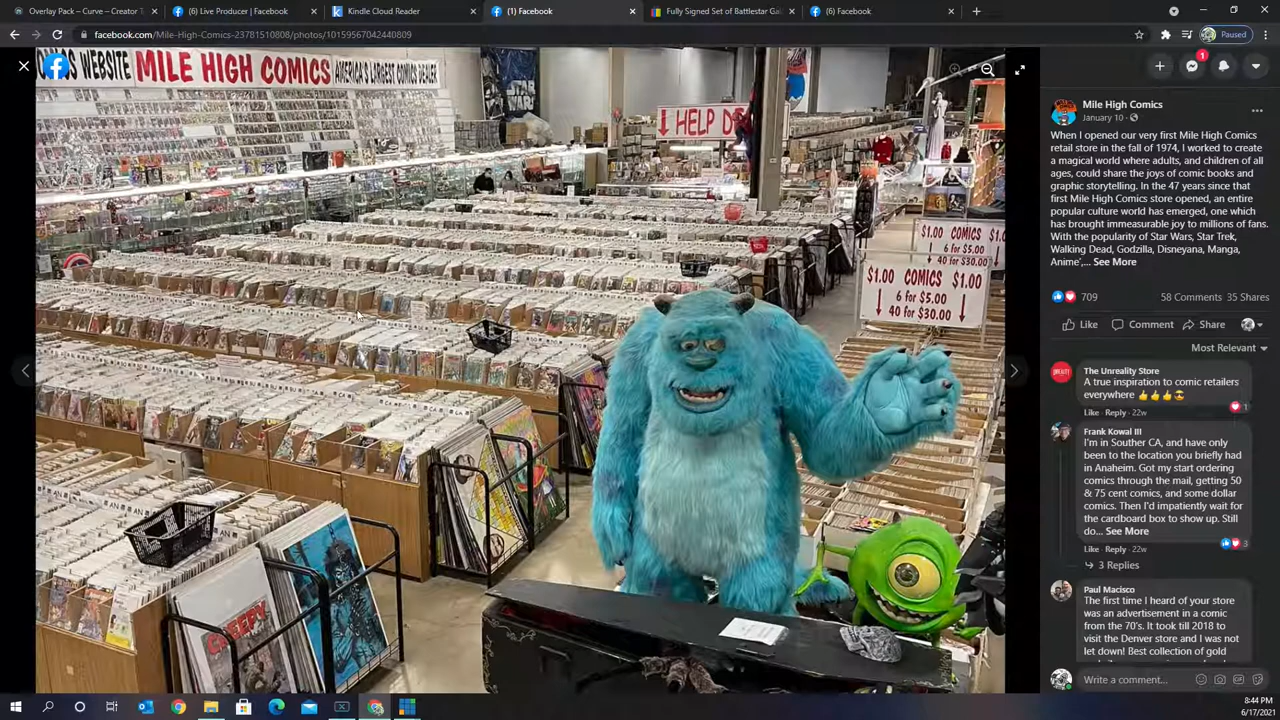 Overlay Pack – Curve – Creator T
(6) Live Producer | Facebook
Kindle Cloud Reader
(1) Facebook
Fully Signed Set of Battlestar Gal
(6) Facebook
facebook.com/Mile-High-Comics-23781510808/photos/10159567042440809
Paused
COMICS WEBSITE MILE HIGH COMICS AMERICA'S LARGEST COMICS DEALER
STAR WARS
HELP DE
$1.00 COMICS $1.
6 for $5.00
40 for $30.00
$1.00 COMICS $1.00
6 for $5.00
40 for $30.00
CREEPY
1
Mile High Comics
January 10 ·
When I opened our very first Mile High Comics
retail store in the fall of 1974, I worked to create
a magical world where adults, and children of all
ages, could share the joys of comic books and
graphic storytelling. In the 47 years since that
first Mile High Comics store opened, an entire
popular culture world has emerged, one which
has brought immeasurable joy to millions of fans.
With the popularity of Star Wars, Star Trek,
Walking Dead, Godzilla, Disneyana, Manga,
Anime',... See More
709
58 Comments 35 Shares
Like Comment Share
Most Relevant
The Unreality Store
A true inspiration to comic retailers
everywhere
Like · Reply · 22w
1
Frank Kowal III
I'm in Souther CA, and have only
been to the location you briefly had
in Anaheim. Got my start ordering
comics through the mail, getting 50
& 75 cent comics, and some dollar
comics. Then I'd impatiently wait for
the cardboard box to show up. Still
do... See More
Like · Reply · 22w
3
3 Replies
Paul Macisco
The first time I heard of your store
was an advertisement in a comic
from the 70's. It took till 2018 to
visit the Denver store and I was not
let down! Best collection of gold
Write a comment...
8:44 PM
6/17/2021